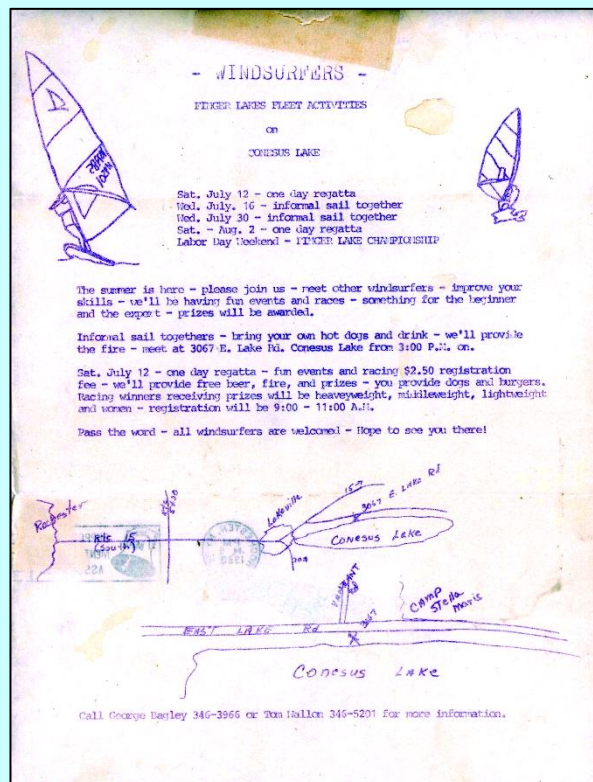 - WINDSURFERS -
FINGER LAKES FLEET ACTIVITIES
on
CONESUS LAKE
Sat. July 12 - one day regatta
Wed. July. 16 - informal sail together
Wed. July 30 - informal sail together
Sat. - Aug. 2 - one day regatta
Labor Day Weekend - FINGER LAKE CHAMPIONSHIP
The summer is here - please join us - meet other windsurfers - improve your
skills - we'll be having fun events and races - something for the beginner
and the expert - prizes will be awarded.
Informal sail togethers - bring your own hot dogs and drink - we'll provide
the fire - meet at 3067 E. Lake Rd. Conesus Lake from 3:00 P.M. on.
Sat. July 12 - one day regatta - fun events and racing $2.50 registration
fee - we'll provide free beer, fire, and prizes - you provide dogs and burgers.
Racing winners receiving prizes will be heaveyweight, middleweight, lightweight
and women - registration will be 9:00 - 11:00 A.M.
Pass the word - all windsurfers are welcomed - Hope to see you there!
Rochester
Rte 15
(South)
5+20
Lakeville
15-
3067 E. LAKE Rd
CONESUS LAKE
Rd
3067
CAMP
Stella
Maris
EAST LAKE Rd
CONESUS LAKE
Call George Bagley 346-3966 or Tom Hallon 346-5201 for more information.